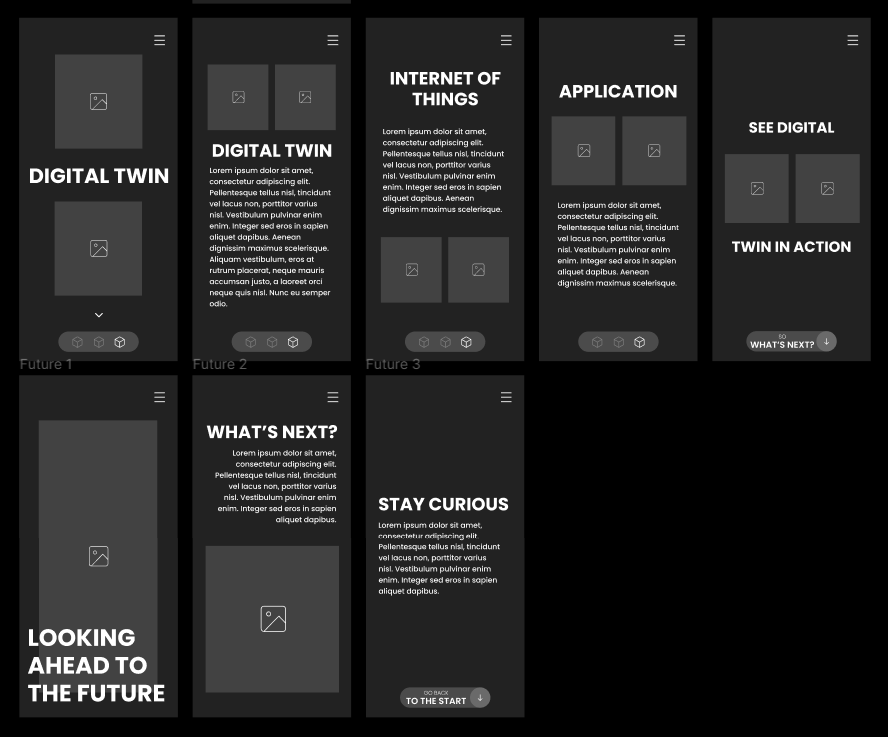 DIGITAL TWIN
DIGITAL TWIN
Lorem ipsum dolor sit amet,
consectetur adipiscing elit.
Pellentesque tellus nisl, tincidunt
vel lacus non, porttitor varius
nisl. Vestibulum pulvinar enim
enim. Integer sed eros in sapien
aliquet dapibus. Aenean
dignissim maximus scelerisque.
Aliquam vestibulum, eros at
rutrum placerat, neque mauris
accumsan justo, a laoreet orci
neque quis nisl. Nunc eu semper
odio.
INTERNET OF
THINGS
Lorem ipsum dolor sit amet,
consectetur adipiscing elit.
Pellentesque tellus nisl, tincidunt
vel lacus non, porttitor varius
nisl. Vestibulum pulvinar enim
enim. Integer sed eros in sapien
aliquet dapibus. Aenean
dignissim maximus scelerisque.
APPLICATION
Lorem ipsum dolor sit amet,
consectetur adipiscing elit.
Pellentesque tellus nisl, tincidunt
vel lacus non, porttitor varius
nisl. Vestibulum pulvinar enim
enim. Integer sed eros in sapien
aliquet dapibus. Aenean
dignissim maximus scelerisque.
SEE DIGITAL
TWIN IN ACTION
SO
WHAT'S NEXT?
Future 1
LOOKING
AHEAD TO
THE FUTURE
Future 2
WHAT'S NEXT?
Lorem ipsum dolor sit amet,
consectetur adipiscing elit.
Pellentesque tellus nisl, tincidunt
vel lacus non, porttitor varius
nisl. Vestibulum pulvinar enim
enim. Integer sed eros in sapien
aliquet dapibus.
Future 3
STAY CURIOUS
Lorem ipsum dolor sit amet,
consectetur adipiscing elit.
Pellentesque tellus nisl, tincidunt
vel lacus non, porttitor varius
nisl. Vestibulum pulvinar enim
enim. Integer sed eros in sapien
aliquet dapibus.
GO BACK
TO THE START